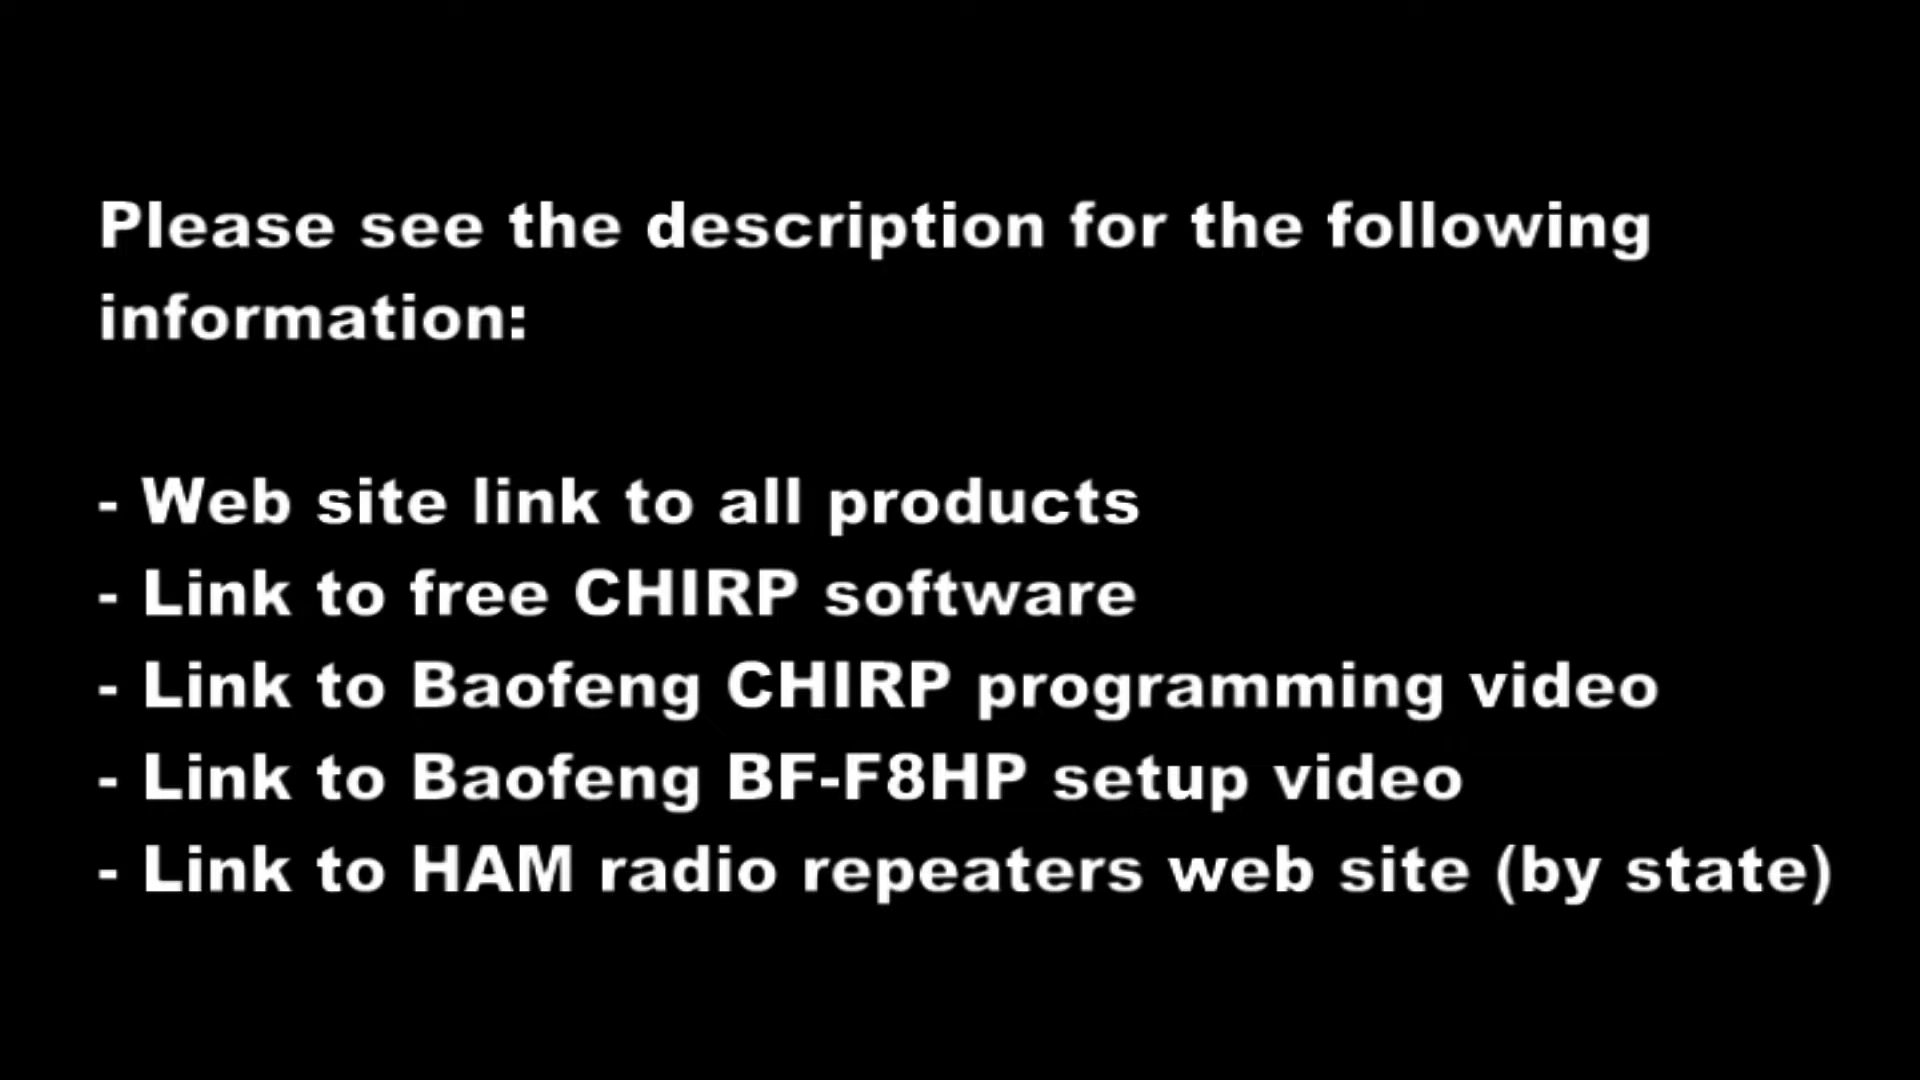 Please see the description for the following
information:
- Web site link to all products
- Link to free CHIRP software
- Link to Baofeng CHIRP programming video
- Link to Baofeng BF-F8HP setup video
- Link to HAM radio repeaters web site (by state)